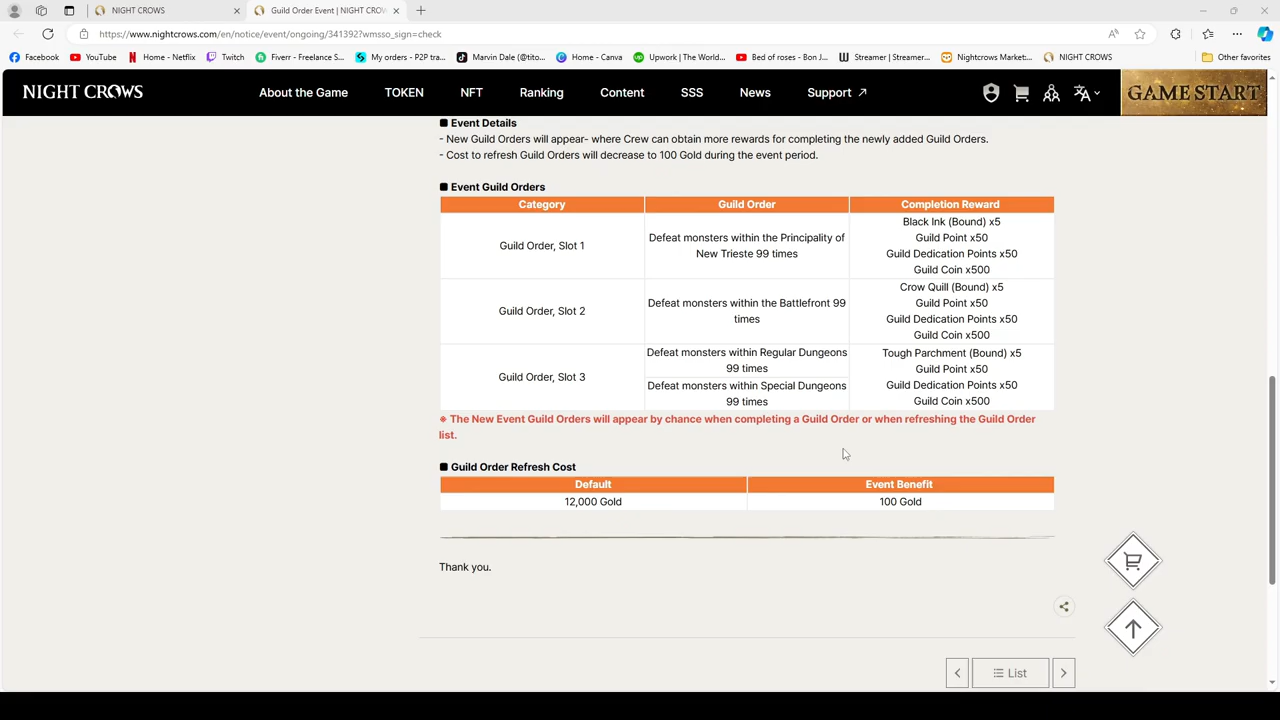 NIGHT CROWS
Guild Order Event | NIGHT CROW
https://www.nightcrows.com/en/notice/event/ongoing/341392?wmsso_sign=check
Facebook
YouTube
Home - Netflix
Twitch
Fiverr - Freelance S...
My orders - P2P tra...
Marvin Dale (@tito...
Home - Canva
Upwork | The World...
Bed of roses - Bon J...
Streamer | Streamer...
Nightcrows Market:...
NIGHT CROWS
Other favorites
NIGHT CROWS
About the Game
TOKEN
NFT
Ranking
Content
SSS
News
Support
GAME START
■ Event Details
- New Guild Orders will appear- where Crew can obtain more rewards for completing the newly added Guild Orders.
- Cost to refresh Guild Orders will decrease to 100 Gold during the event period.
■ Event Guild Orders
Category
Guild Order
Completion Reward
Guild Order, Slot 1
Defeat monsters within the Principality of
New Trieste 99 times
Black Ink (Bound) x5
Guild Point x50
Guild Dedication Points x50
Guild Coin x500
Guild Order, Slot 2
Defeat monsters within the Battlefront 99
times
Crow Quill (Bound) x5
Guild Point x50
Guild Dedication Points x50
Guild Coin x500
Guild Order, Slot 3
Defeat monsters within Regular Dungeons
99 times
Defeat monsters within Special Dungeons
99 times
Tough Parchment (Bound) x5
Guild Point x50
Guild Dedication Points x50
Guild Coin x500
※ The New Event Guild Orders will appear by chance when completing a Guild Order or when refreshing the Guild Order
list.
■ Guild Order Refresh Cost
Default
Event Benefit
12,000 Gold
100 Gold
Thank you.
List